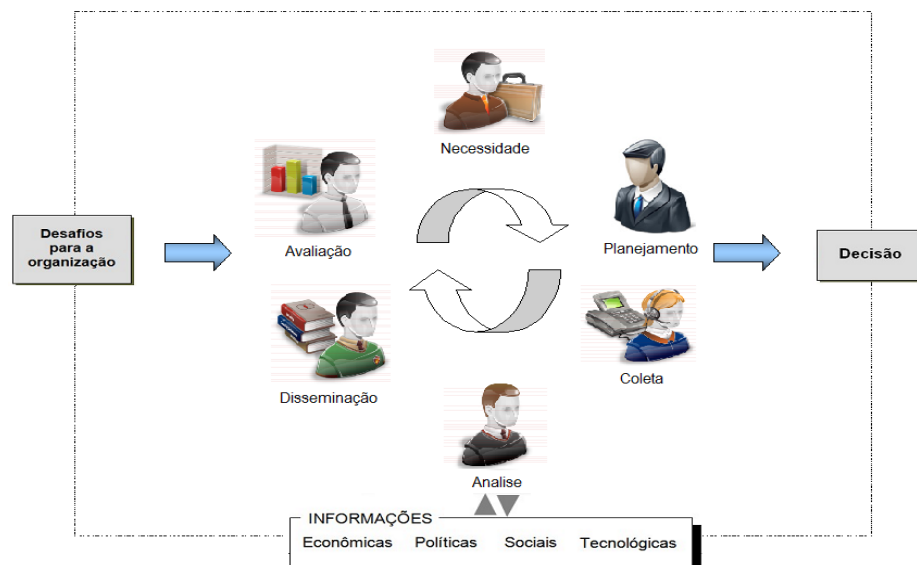 Necessidade
Avaliação
Planejamento
Desafios
para a
organização
Decisão
Disseminação
Coleta
Analise
INFORMAÇÕES
Econômicas Políticas Sociais Tecnológicas